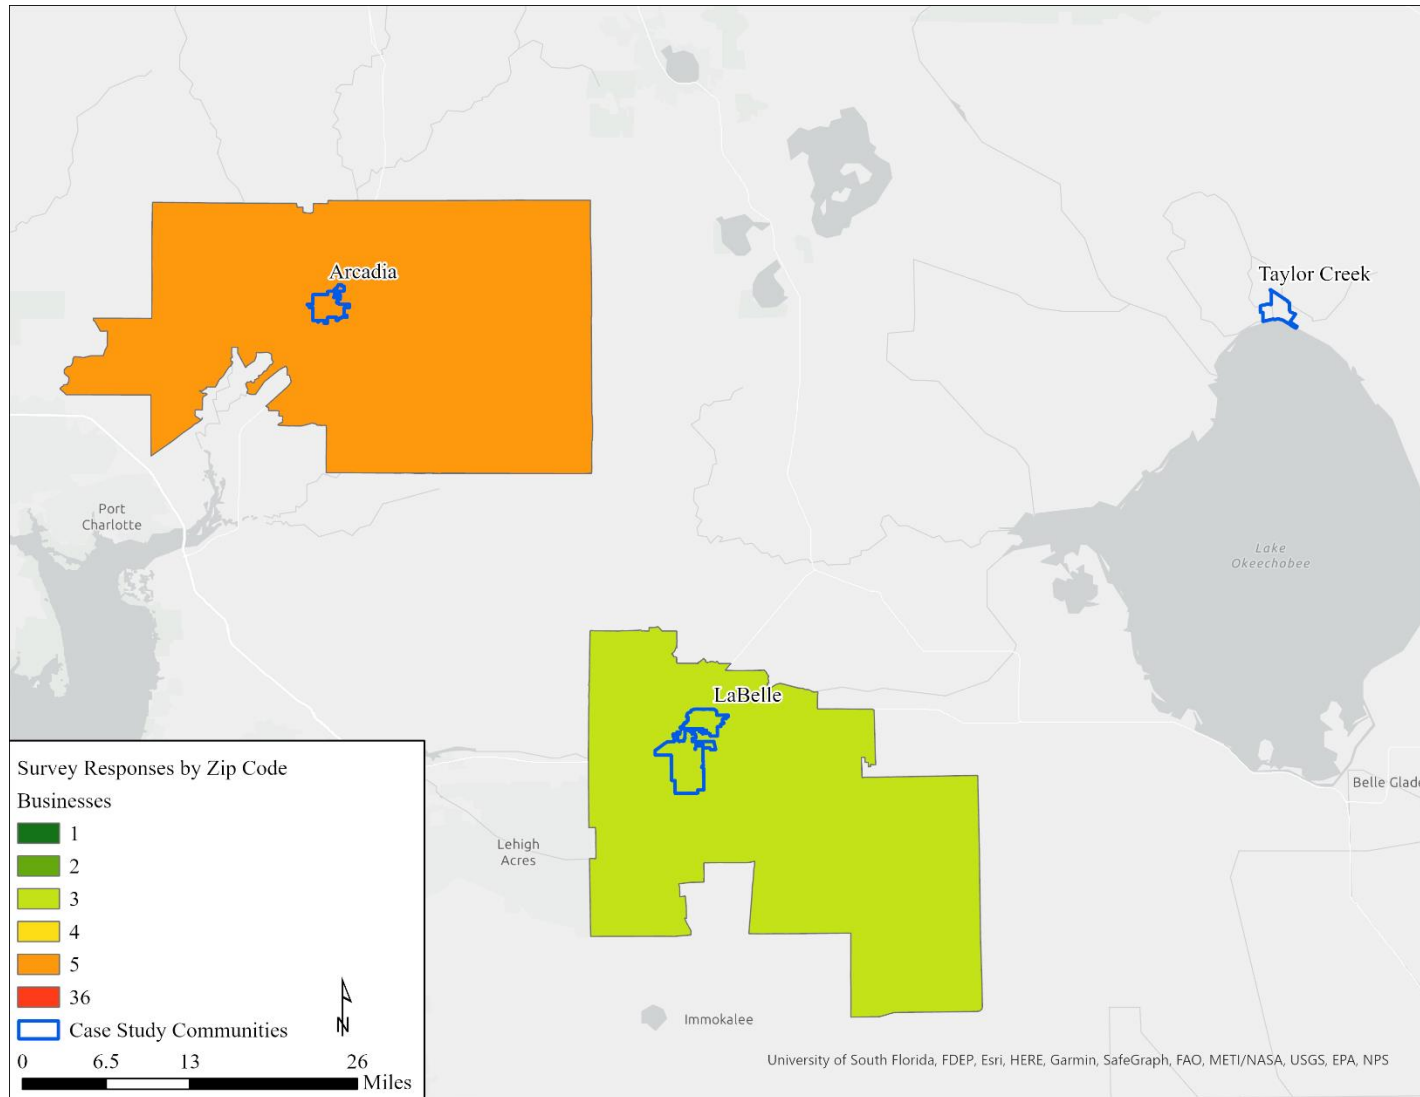 Arcadia
Taylor Creek
Port
Charlotte
Lake
Okeechobee
LaBelle
Belle Glade
Lehigh
Acres
Immokalee
Survey Responses by Zip Code
Businesses
1
2
3
4
5
36
Case Study Communities
N
0 6.5 13 26
Miles
University of South Florida, FDEP, Esri, HERE, Garmin, SafeGraph, FAO, METI/NASA, USGS, EPA, NPS